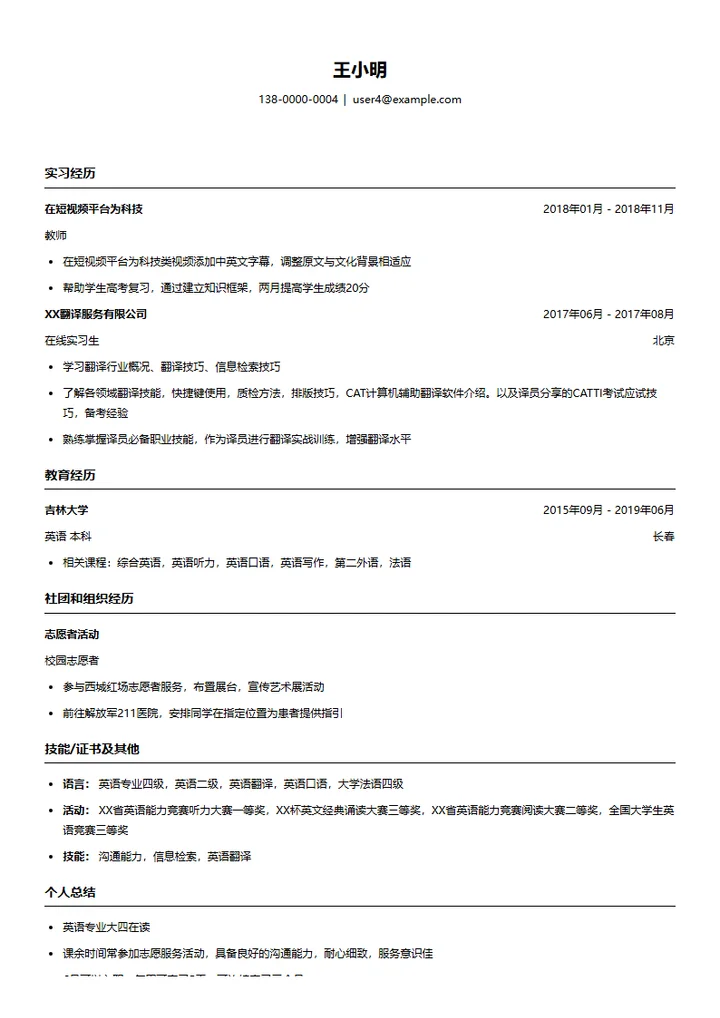 王小明
138-0000-0004 | user4@example.com
实习经历
在短视频平台为科技 2018年01月 - 2018年11月
教师
• 在短视频平台为科技类视频添加中英文字幕，调整原文与文化背景相适应
• 帮助学生高考复习，通过建立知识框架，两月提高学生成绩20分
XX翻译服务有限公司 2017年06月 - 2017年08月
在线实习生 北京
• 学习翻译行业概况、翻译技巧、信息检索技巧
• 了解各领域翻译技能，快捷键使用，质检方法，排版技巧，CAT计算机辅助翻译软件介绍。以及译员分享的CATTI考试应试技
巧，备考经验
• 熟练掌握译员必备职业技能，作为译员进行翻译实战训练，增强翻译水平
教育经历
吉林大学 2015年09月 - 2019年06月
英语 本科 长春
• 相关课程：综合英语，英语听力，英语口语，英语写作，第二外语，法语
社团和组织经历
志愿者活动
校园志愿者
• 参与西城红场志愿者服务，布置展台，宣传艺术展活动
• 前往解放军211医院，安排同学在指定位置为患者提供指引
技能/证书及其他
• 语言： 英语专业四级，英语二级，英语翻译，英语口语，大学法语四级
• 活动： XX省英语能力竞赛听力大赛一等奖，XX杯英文经典诵读大赛三等奖，XX省英语能力竞赛阅读大赛二等奖，全国大学生英
语竞赛三等奖
• 技能： 沟通能力，信息检索，英语翻译
个人总结
• 英语专业大四在读
• 课余时间常参加志愿服务活动，具备良好的沟通能力，耐心细致，服务意识佳